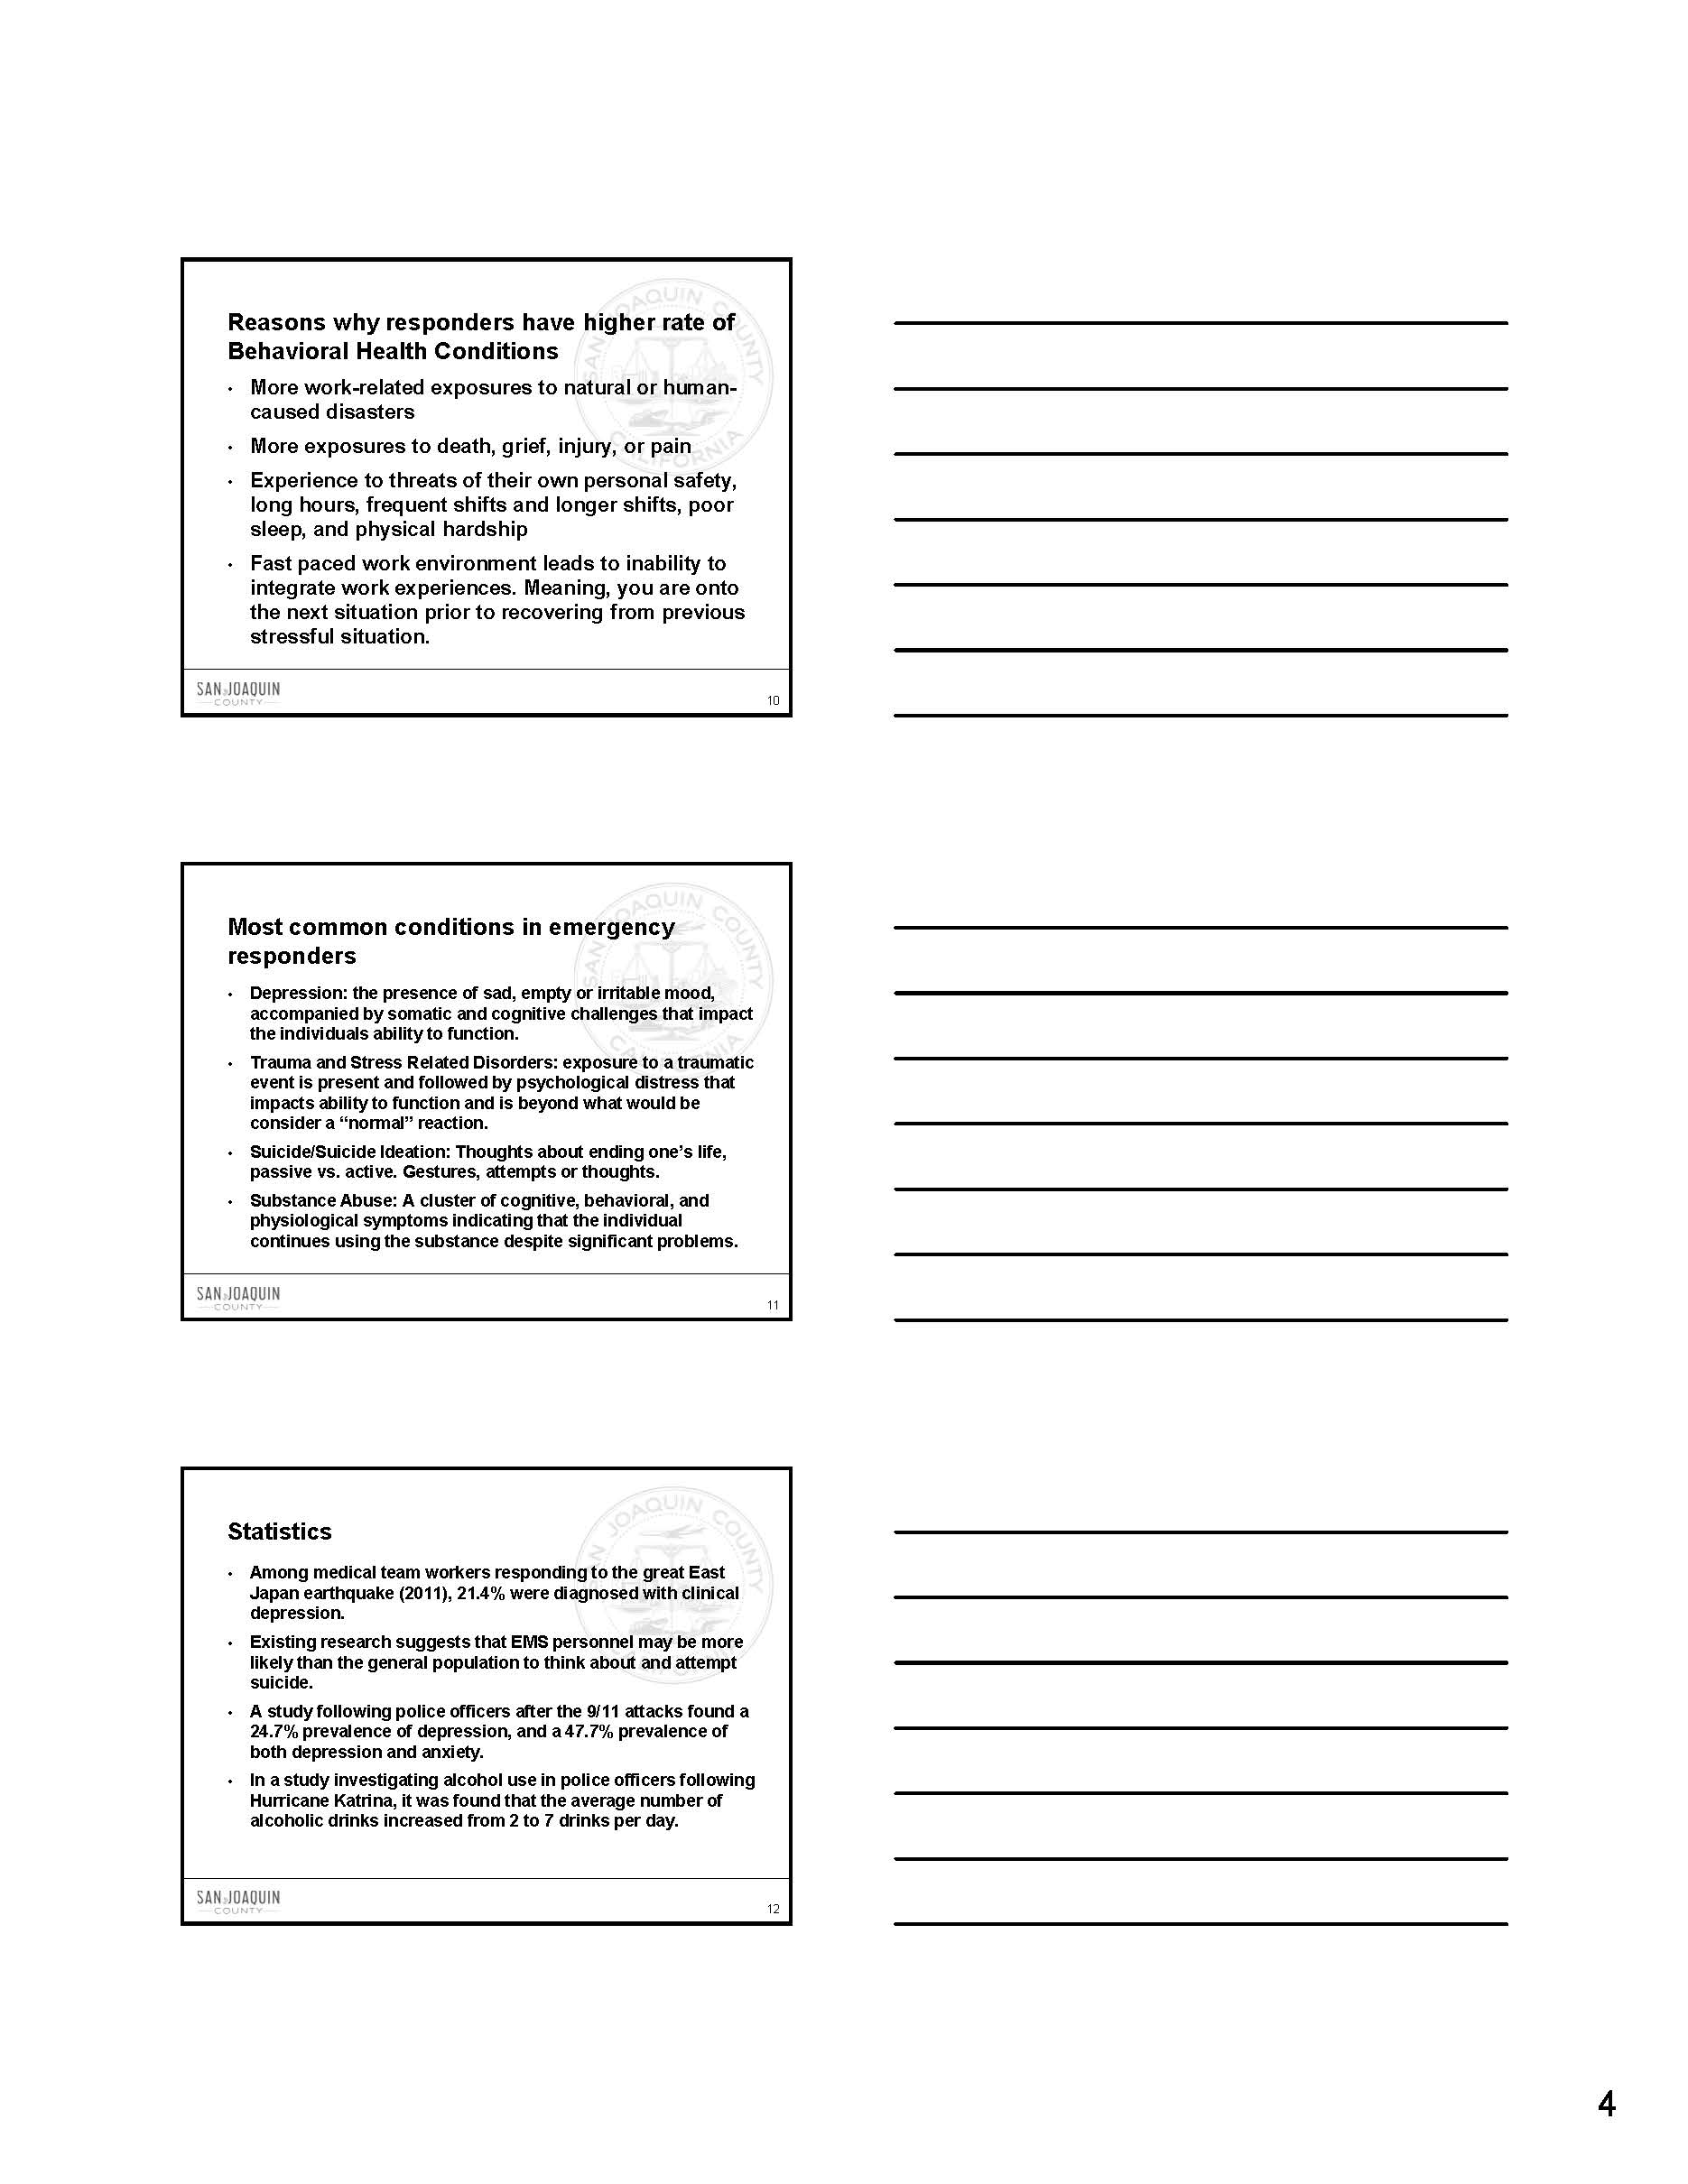 Reasons why responders have higher rate of
Behavioral Health Conditions
• More work-related exposures to natural or human-
caused disasters
• More exposures to death, grief, injury, or pain
• Experience to threats of their own personal safety,
long hours, frequent shifts and longer shifts, poor
sleep, and physical hardship
• Fast paced work environment leads to inability to
integrate work experiences. Meaning, you are onto
the next situation prior to recovering from previous
stressful situation.
SAN JOAQUIN COUNTY
CALIFORNIA
SAN JOAQUIN
COUNTY
10
Most common conditions in emergency
responders
• Depression: the presence of sad, empty or irritable mood,
accompanied by somatic and cognitive challenges that impact
the individuals ability to function.
• Trauma and Stress Related Disorders: exposure to a traumatic
event is present and followed by psychological distress that
impacts ability to function and is beyond what would be
consider a “normal” reaction.
• Suicide/Suicide Ideation: Thoughts about ending one’s life,
passive vs. active. Gestures, attempts or thoughts.
• Substance Abuse: A cluster of cognitive, behavioral, and
physiological symptoms indicating that the individual
continues using the substance despite significant problems.
SAN JOAQUIN COUNTY
CALIFORNIA
SAN JOAQUIN
COUNTY
11
Statistics
• Among medical team workers responding to the great East
Japan earthquake (2011), 21.4% were diagnosed with clinical
depression.
• Existing research suggests that EMS personnel may be more
likely than the general population to think about and attempt
suicide.
• A study following police officers after the 9/11 attacks found a
24.7% prevalence of depression, and a 47.7% prevalence of
both depression and anxiety.
• In a study investigating alcohol use in police officers following
Hurricane Katrina, it was found that the average number of
alcoholic drinks increased from 2 to 7 drinks per day.
SAN JOAQUIN COUNTY
CALIFORNIA
SAN JOAQUIN
COUNTY
12
4